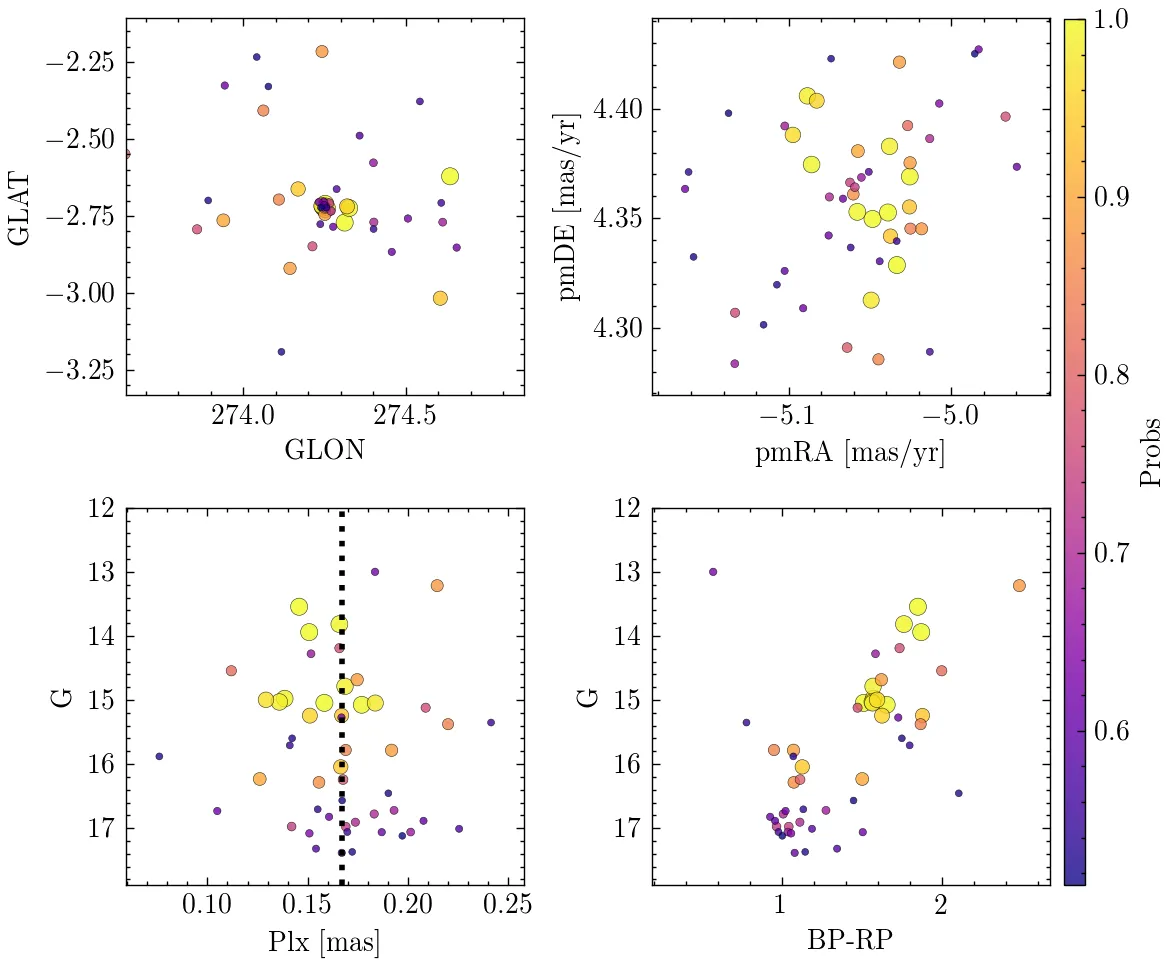 −2.25
−2.50
−2.75
−3.00
−3.25
GLAT
274.0 274.5
GLON
4.40
4.35
4.30
pmDE [mas/yr]
−5.1 −5.0
pmRA [mas/yr]
12
13
14
15
16
17
G
0.10 0.15 0.20 0.25
Plx [mas]
12
13
14
15
16
17
G
1 2
BP-RP
1.0
0.9
0.8
0.7
0.6
Probs